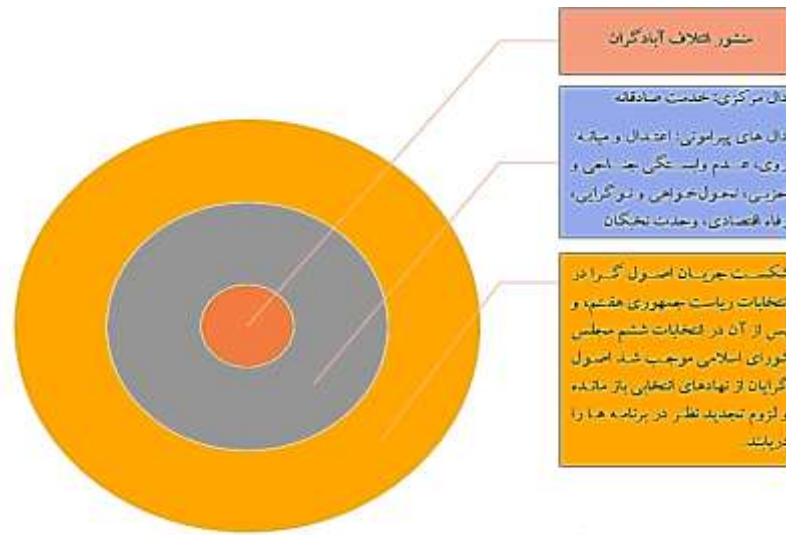 منشور ائتلاف آبادگران
دال مرکزی: خدمت صادقانه
دال های پیرامونی: اعتدال و میانه
روی، عدم وابستگی جناحی و
حزبی، تحول‌خواهی و نوگرایی،
رفاه اقتصادی، وحدت نخبگان
شکست جریان اصول گرا در
انتخابات ریاست جمهوری هفتم، و
پس از آن در انتخابات ششم مجلس
شورای اسلامی موجب شد اصول
گرایان از نهادهای انتخابی باز مانده
و لزوم تجدید نظر در برنامه ها را
دریابند.